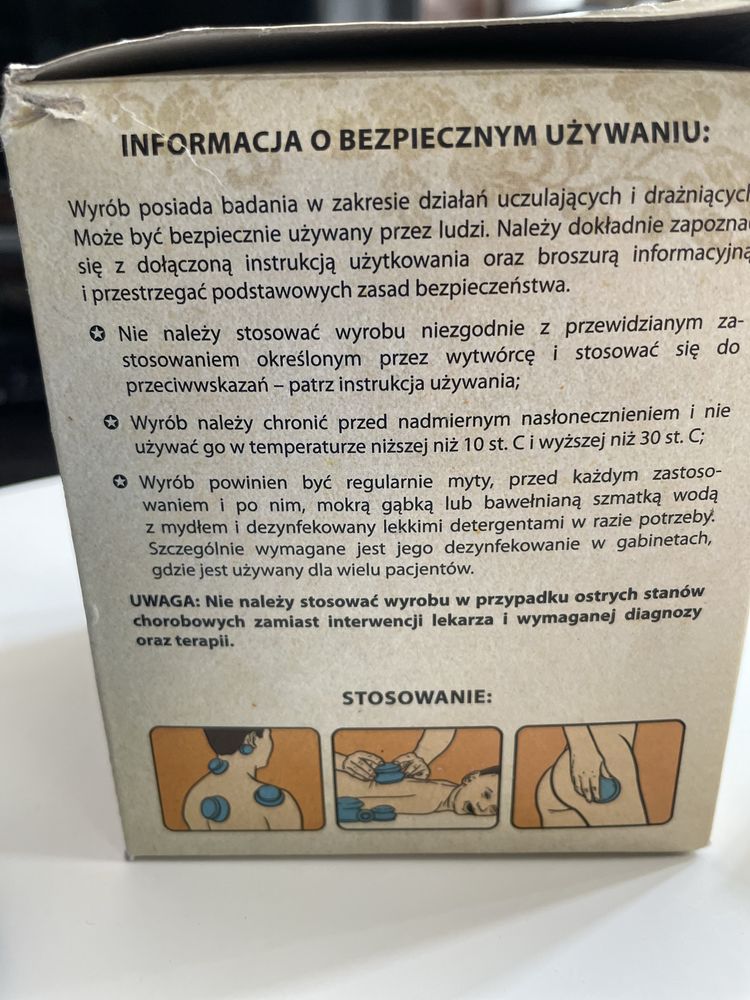 INFORMACJA O BEZPIECZNYM UŻYWANIU:
Wyrób posiada badania w zakresie działań uczulających i drażniących
Może być bezpiecznie używany przez ludzi. Należy dokładnie zapozna
się z dołączoną instrukcją użytkowania oraz broszurą informacyjną
i przestrzegać podstawowych zasad bezpieczeństwa.
Nie należy stosować wyrobu niezgodnie z przewidzianym za-
stosowaniem określonym przez wytwórcę i stosować się do
przeciwwskazań – patrz instrukcja używania;
Wyrób należy chronić przed nadmiernym nasłonecznieniem i nie
używać go w temperaturze niższej niż 10 st. C i wyższej niż 30 st. C;
Wyrób powinien być regularnie myty, przed każdym zastoso-
waniem i po nim, mokrą gąbką lub bawełnianą szmatką wodą
z mydłem i dezynfekowany lekkimi detergentami w razie potrzeby.
Szczególnie wymagane jest jego dezynfekowanie w gabinetach,
gdzie jest używany dla wielu pacjentów.
UWAGA: Nie należy stosować wyrobu w przypadku ostrych stanów
chorobowych zamiast interwencji lekarza i wymaganej diagnozy
oraz terapii.
STOSOWANIE: